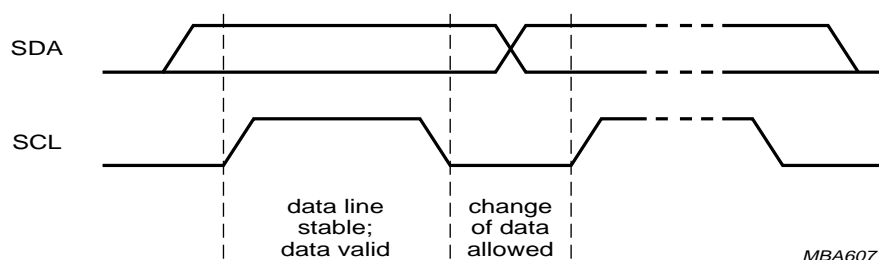 SDA
SCL
data line
stable;
data valid
change
of data
allowed
MBA607